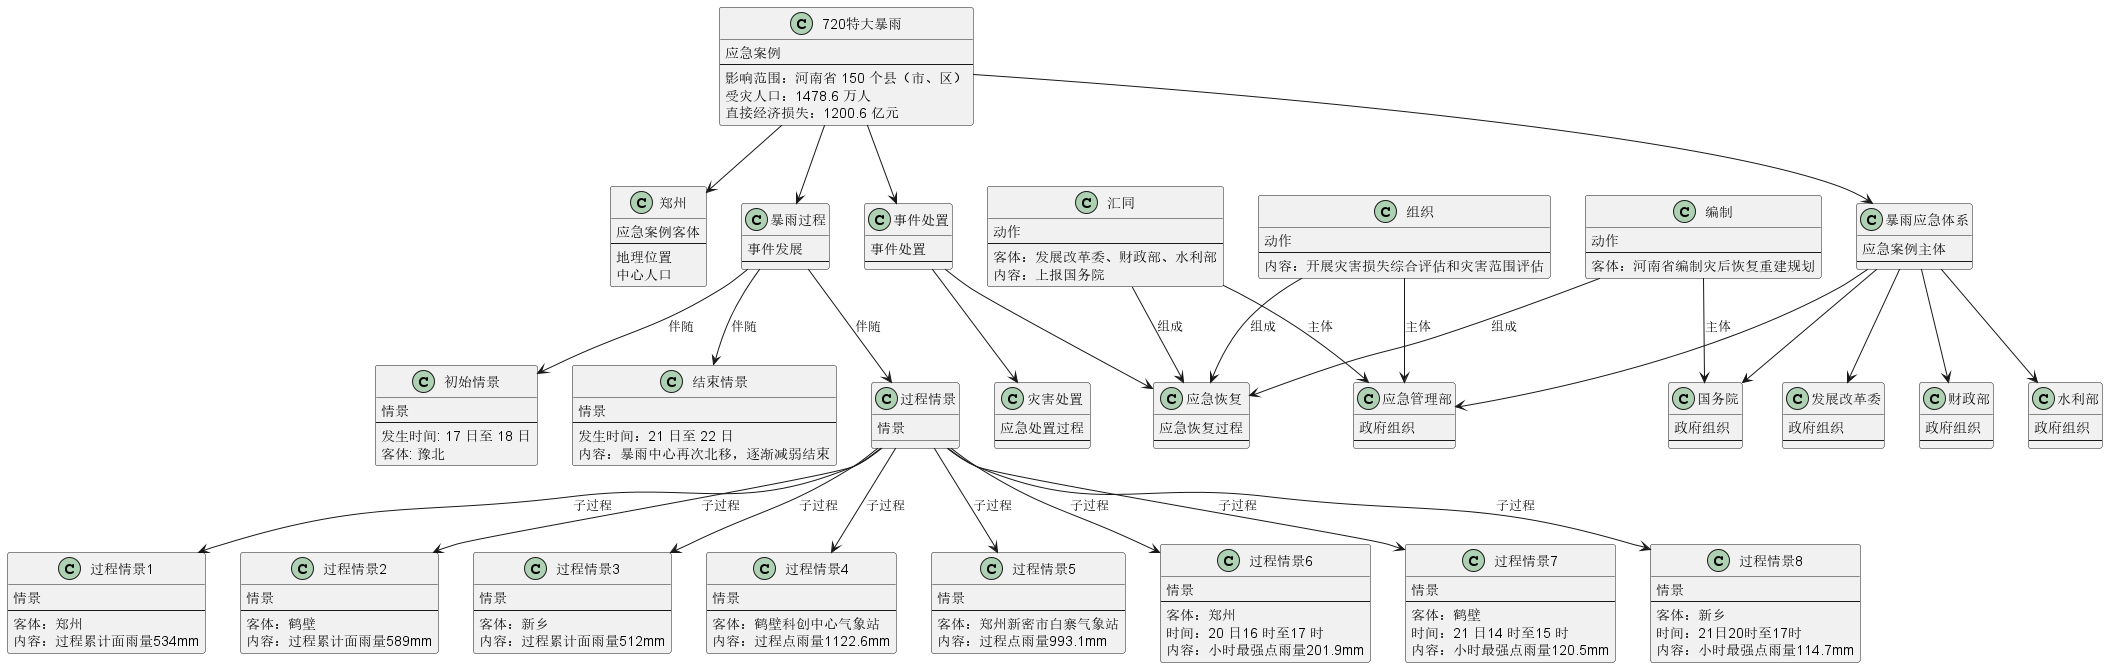 C 720特大暴雨
应急案例
影响范围：河南省 150 个县（市、区）
受灾人口：1478.6 万人
直接经济损失：1200.6 亿元
C 郑州
应急案例客体
地理位置
中心人口
C 暴雨过程
事件发展
C 事件处置
事件处置
C 汇同
动作
客体：发展改革委、财政部、水利部
内容：上报国务院
C 组织
动作
内容：开展灾害损失综合评估和灾害范围评估
C 编制
动作
客体：河南省编制灾后恢复重建规划
C 暴雨应急体系
应急案例主体
伴随
伴随
伴随
组成
组成
主体
主体
组成
主体
C 初始情景
情景
发生时间: 17 日至 18 日
客体: 豫北
C 结束情景
情景
发生时间：21 日至 22 日
内容：暴雨中心再次北移，逐渐减弱结束
C 过程情景
情景
C 灾害处置
应急处置过程
C 应急恢复
应急恢复过程
C 应急管理部
政府组织
C 国务院
政府组织
C 发展改革委
政府组织
C 财政部
政府组织
C 水利部
政府组织
子过程
子过程
子过程
子过程
子过程
子过程
子过程
子过程
C 过程情景1
情景
客体：郑州
内容：过程累计面雨量534mm
C 过程情景2
情景
客体：鹤壁
内容：过程累计面雨量589mm
C 过程情景3
情景
客体：新乡
内容：过程累计面雨量512mm
C 过程情景4
情景
客体：鹤壁科创中心气象站
内容：过程点雨量1122.6mm
C 过程情景5
情景
客体：郑州新密市白寨气象站
内容：过程点雨量993.1mm
C 过程情景6
情景
客体：郑州
时间：20 日16 时至17 时
内容：小时最强点雨量201.9mm
C 过程情景7
情景
客体：鹤壁
时间：21 日14 时至15 时
内容：小时最强点雨量120.5mm
C 过程情景8
情景
客体：新乡
时间：21日20时至17时
内容：小时最强点雨量114.7mm